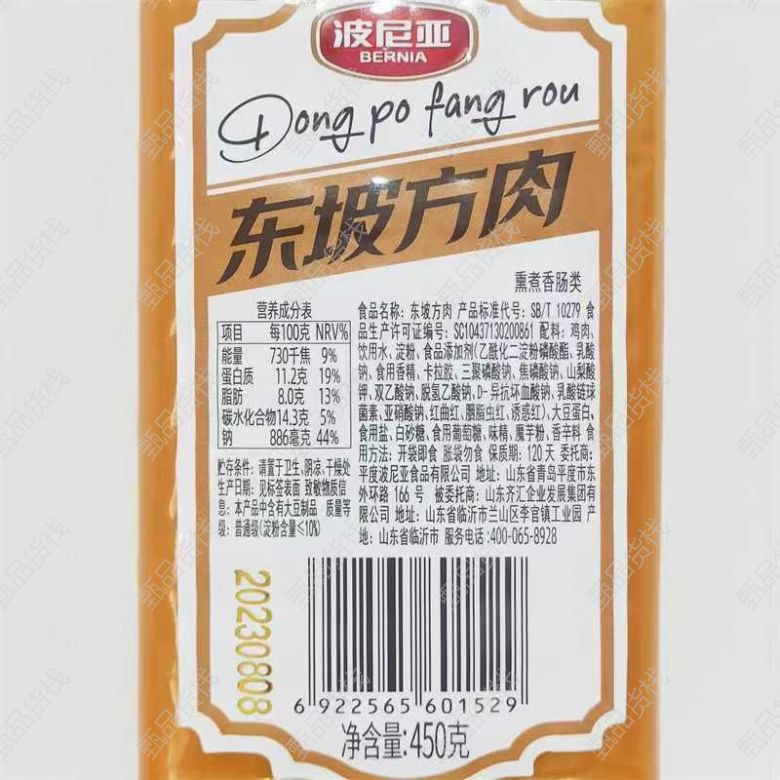 波尼亚
BERNIA
Dong po fang rou
东坡方肉
熏煮香肠类
营养成分表
项目 每100克 NRV%
能量 730千焦 9%
蛋白质 11.2克 19%
脂肪 8.0克 13%
碳水化合物14.3克 5%
钠 886毫克 44%
贮存条件: 请置于卫生、阴凉、干燥处
生产日期: 见标签表面 致敏物质信
息: 本产品中含有大豆制品 质量等
级: 普通级(淀粉含量≤10%)
食品名称: 东坡方肉 产品标准代号: SB/T 10279 食
品生产许可证编号: SC10437130200861 配料: 鸡肉、
饮用水、淀粉、食品添加剂(乙酰化二淀粉磷酸酯、乳酸
钠、食用香精、卡拉胶、三聚磷酸钠、焦磷酸钠、山梨酸
钾、双乙酸钠、脱氢乙酸钠、D-异抗坏血酸钠、乳酸链球
菌素、亚硝酸钠、红曲红、胭脂虫红、诱惑红)、大豆蛋白、
食用盐、白砂糖、食用葡萄糖、味精、魔芋粉、香辛料 食
用方法: 开袋即食 胀袋勿食 保质期: 120 天 委托商:
平度波尼亚食品有限公司 地址: 山东省青岛平度市东
外环路 166 号 被委托商: 山东齐汇企业发展集团有
限公司 地址: 山东省临沂市兰山区李官镇工业园 产
地: 山东省临沂市 服务电话:400-065-8928
20230808
6 922565 601529
净含量:450克
甄品货栈